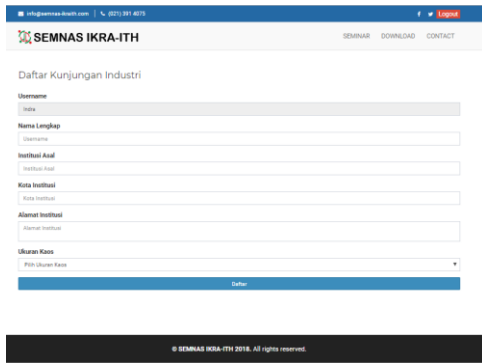 info@semnas-ikraith.com | (021) 391 4073 Logout
SEMNAS IKRA-ITH SEMINAR DOWNLOAD CONTACT
Daftar Kunjungan Industri
Username
Indra
Nama Lengkap
Username
Institusi Asal
Institusi Asal
Kota Institusi
Kota Institusi
Alamat Institusi
Alamat Institusi
Ukuran Kaos
Pilih Ukuran Kaos
Daftar
© SEMNAS IKRA-ITH 2018. All rights reserved.